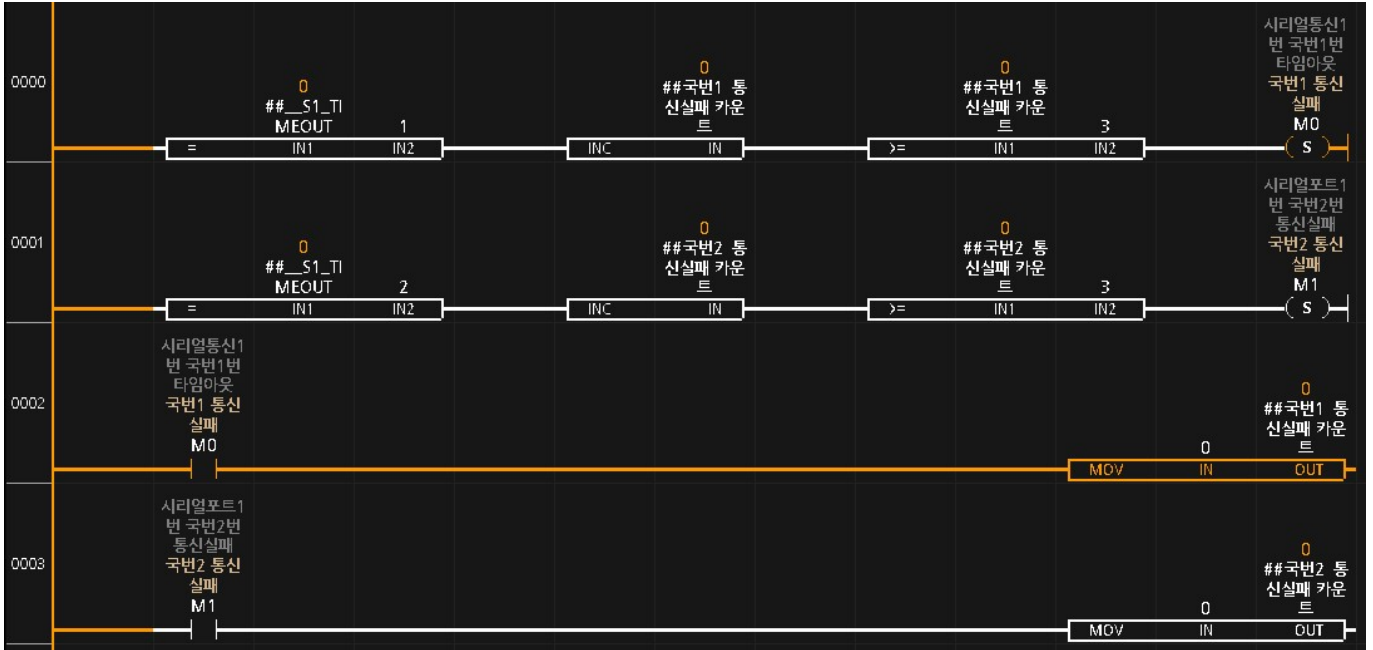 시리얼통신1
번 국번1번
타임아웃
국번1 통신
실패
M0
0000
0
##__S1_TI
MEOUT
1
0
##국번1 통
신실패 카운
트
0
##국번1 통
신실패 카운
트
3
= IN1 IN2
INC IN
>= IN1 IN2
( S )
시리얼포트1
번 국번2번
통신실패
국번2 통신
실패
M1
0001
0
##__S1_TI
MEOUT
2
0
##국번2 통
신실패 카운
트
0
##국번2 통
신실패 카운
트
3
= IN1 IN2
INC IN
>= IN1 IN2
( S )
시리얼통신1
번 국번1번
타임아웃
국번1 통신
실패
M0
0002
0
0
##국번1 통
신실패 카운
트
MOV IN OUT
시리얼포트1
번 국번2번
통신실패
국번2 통신
실패
M1
0003
0
0
##국번2 통
신실패 카운
트
MOV IN OUT